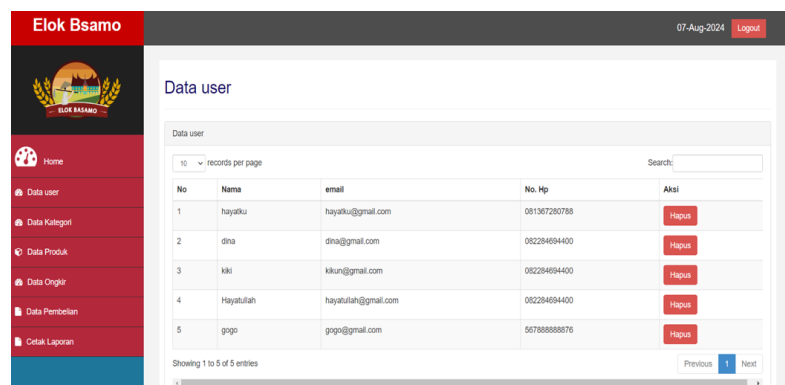 Elok Bsamo
07-Aug-2024 Logout
ELOK BASAMO
Home
Data user
Data Kategori
Data Produk
Data Ongkir
Data Pembelian
Cetak Laporan
Data user
Data user
10 records per page Search:
No Nama email No. Hp Aksi
1 hayatku hayatku@gmail.com 081367280788 Hapus
2 dina dina@gmail.com 082284694400 Hapus
3 kiki kikun@gmail.com 082284694400 Hapus
4 Hayatullah hayatullah@gmail.com 082284694400 Hapus
5 gogo gogo@gmail.com 567888888876 Hapus
Showing 1 to 5 of 5 entries Previous 1 Next